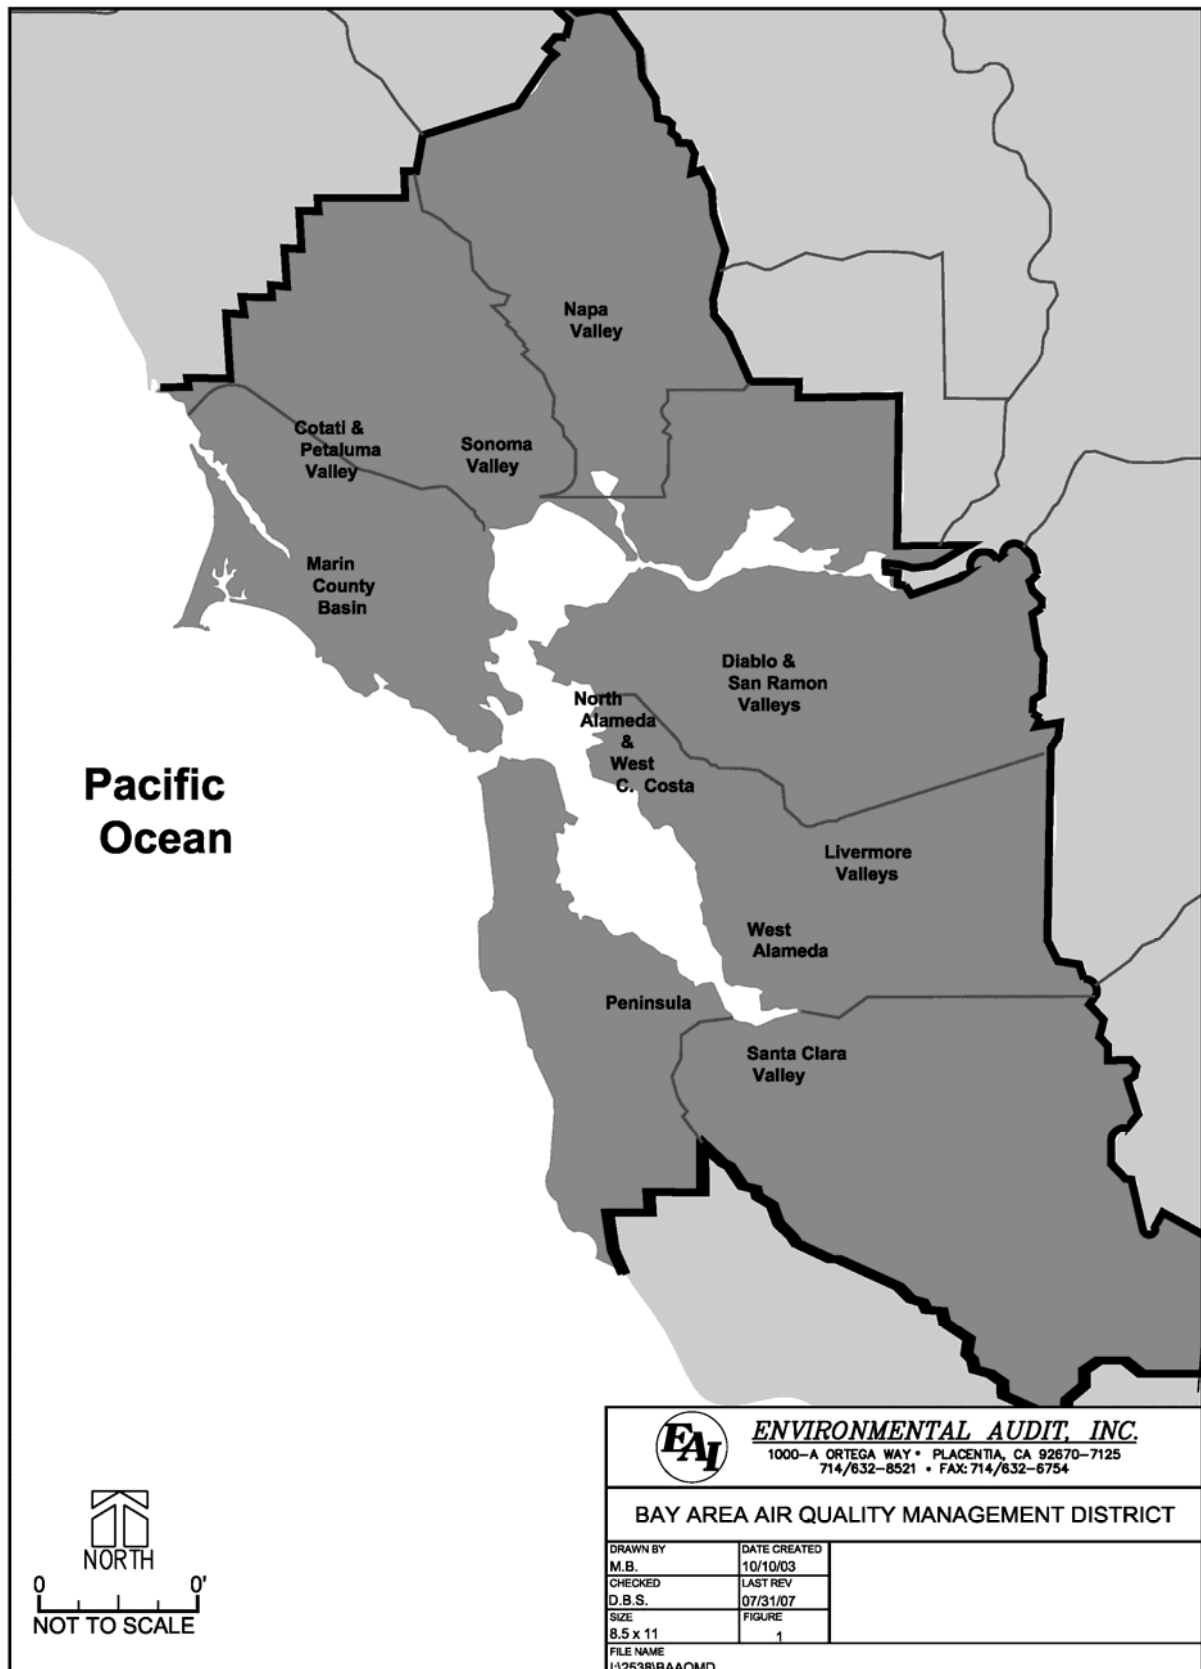 Napa
Valley
Cotati &
Petaluma
Valley
Sonoma
Valley
Marin
County
Basin
Diablo &
San Ramon
Valleys
North
Alameda
&
West
C. Costa
Pacific
Ocean
Livermore
Valleys
West
Alameda
Peninsula
Santa Clara
Valley
EAI
ENVIRONMENTAL AUDIT, INC.
1000-A ORTEGA WAY • PLACENTIA, CA 92670-7125
714/632-8521 • FAX: 714/632-6754
BAY AREA AIR QUALITY MANAGEMENT DISTRICT
DRAWN BY
M.B.
DATE CREATED
10/10/03
CHECKED
D.B.S.
LAST REV
07/31/07
SIZE
8.5 x 11
FIGURE
1
FILE NAME
I:\2538\BAAQMD
NORTH
0 0'
NOT TO SCALE